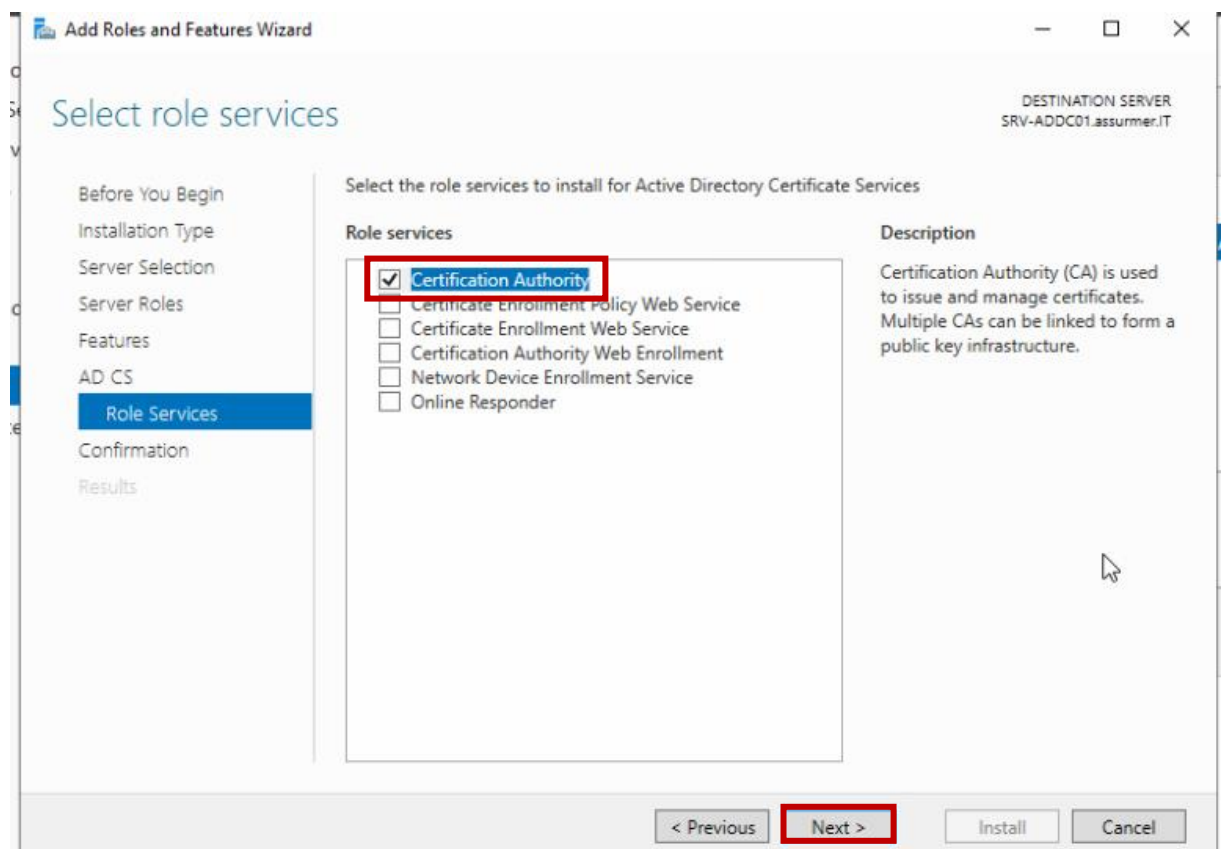 Add Roles and Features Wizard
Select role services
DESTINATION SERVER
SRV-ADDC01.assurmer.IT
Before You Begin
Installation Type
Server Selection
Server Roles
Features
AD CS
Role Services
Confirmation
Results
Select the role services to install for Active Directory Certificate Services
Role services
Certification Authority
Certificate Enrollment Policy Web Service
Certificate Enrollment Web Service
Certification Authority Web Enrollment
Network Device Enrollment Service
Online Responder
Description
Certification Authority (CA) is used
to issue and manage certificates.
Multiple CAs can be linked to form a
public key infrastructure.
< Previous
Next >
Install
Cancel